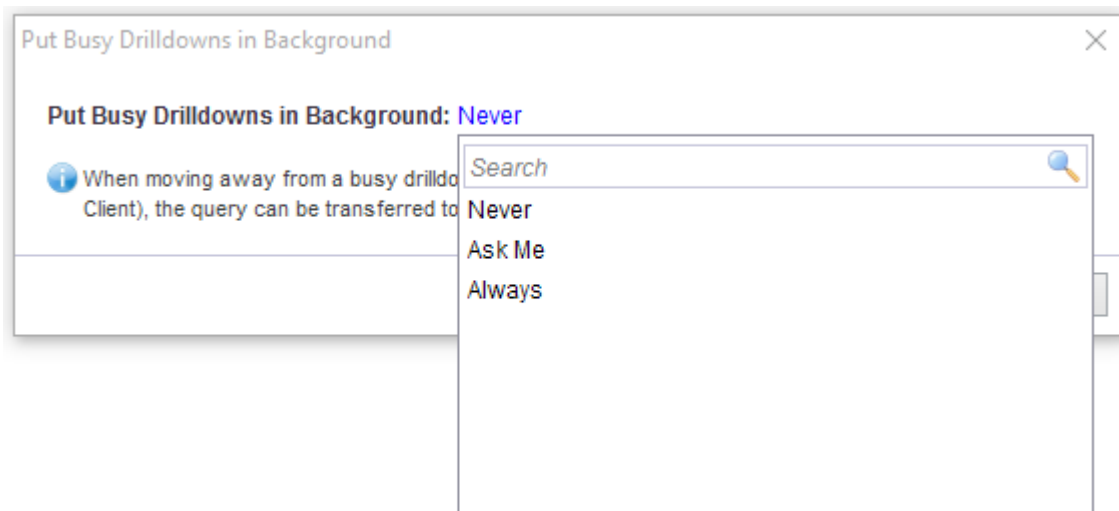 Put Busy Drilldowns in Background
Put Busy Drilldowns in Background: Never
Search
When moving away from a busy drilldo
Client), the query can be transferred to
Never
Ask Me
Always